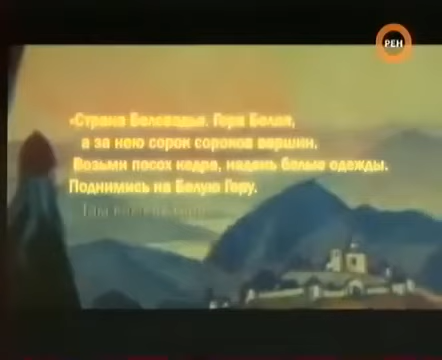 РЕН
«Страна Беловодья. Гора Белая,
а за нею сорок сороков вершин.
Возьми посох кедра, надень белые одежды.
Поднимись на Белую Гору.
Там